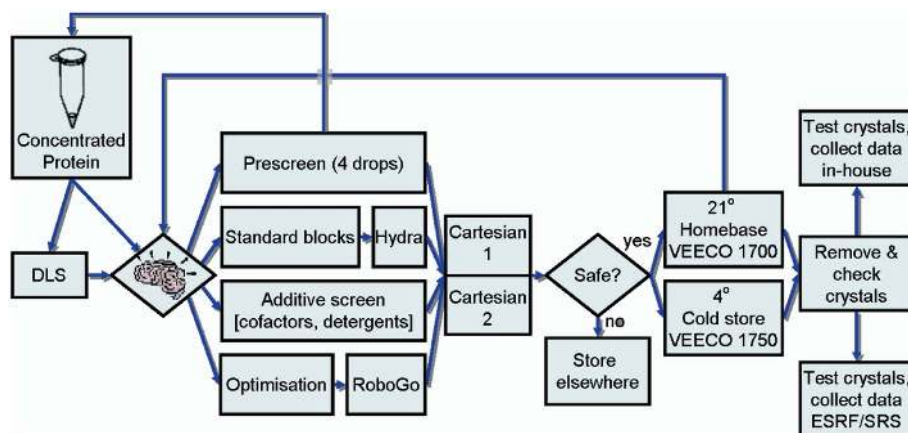 Concentrated
Protein
DLS
Prescreen (4 drops)
Standard blocks
Hydra
Additive screen
[cofactors, detergents]
Optimisation
RoboGo
Cartesian
1
Cartesian
2
Safe?
yes
no
Store
elsewhere
21°
Homebase
VEECO 1700
4°
Cold store
VEECO 1750
Remove &
check
crystals
Test crystals,
collect data
in-house
Test crystals,
collect data
ESRF/SRS